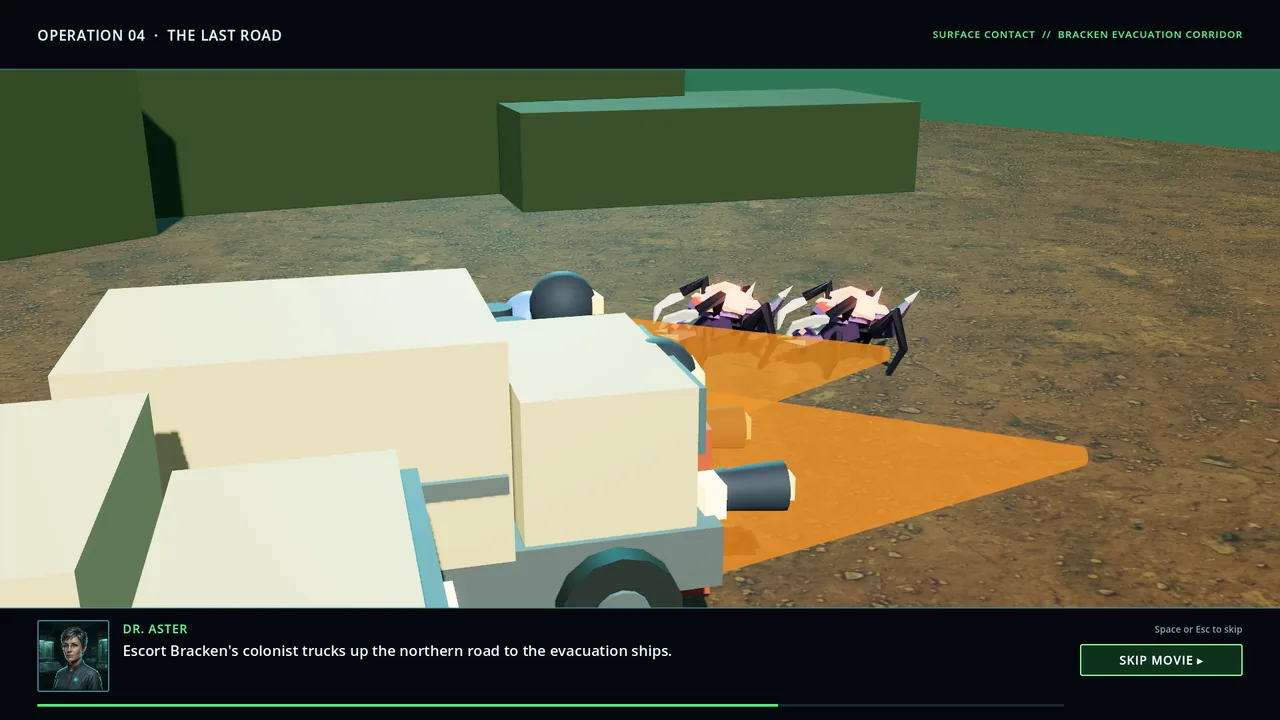 OPERATION 04 · THE LAST ROAD
SURFACE CONTACT // BRACKEN EVACUATION CORRIDOR
DR. ASTER
Escort Bracken's colonist trucks up the northern road to the evacuation ships.
Space or Esc to skip
SKIP MOVIE ▸